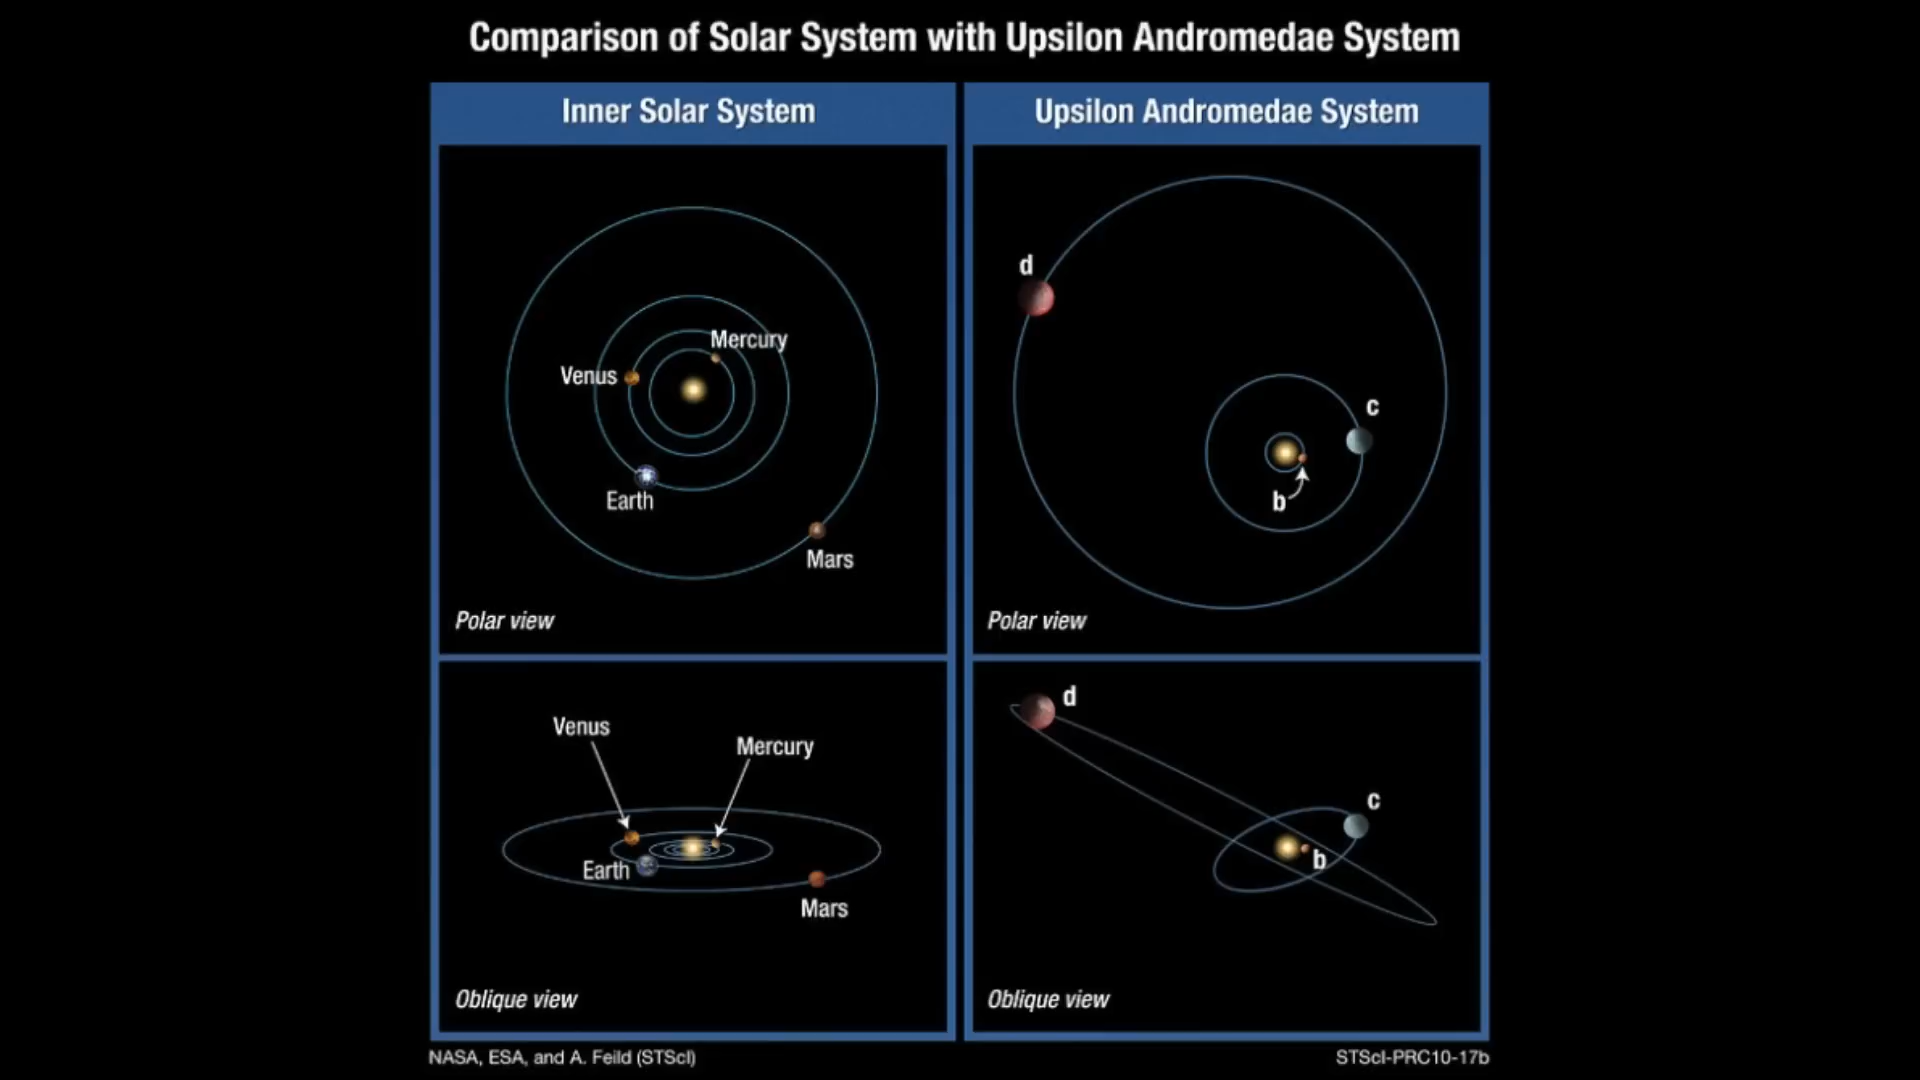 Comparison of Solar System with Upsilon Andromedae System
Inner Solar System
Mercury
Venus
Earth
Mars
Polar view
Venus
Mercury
Earth
Mars
Oblique view
Upsilon Andromedae System
d
c
b
Polar view
d
c
b
Oblique view
NASA, ESA, and A. Feild (STScI)
STScI-PRC10-17b